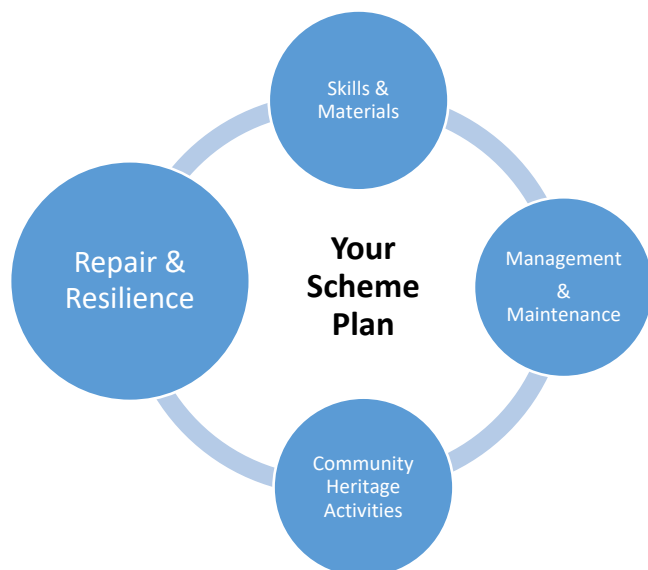 Skills &
Materials
Repair &
Resilience
Your
Scheme
Plan
Management
&
Maintenance
Community
Heritage
Activities